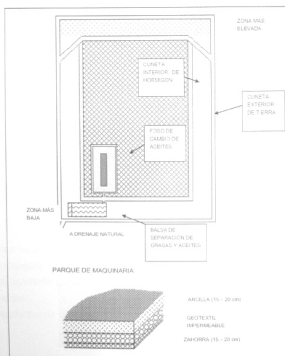 ZONA MÁS
ELEVADA
CUNETA
INTERIOR DE
HORMIGON
CUNETA
EXTERIOR
DE TIERRA
FOSO DE
CAMBIO DE
ACEITES
ZONA MÁS
BAJA
A DRENAJE NATURAL
BALSA DE
SEPARACIÓN DE
GRASAS Y ACEITES
PARQUE DE MAQUINARIA
ARCILLA (15 - 20 cm)
GEOTEXTIL
IMPERMEABLE
ZAHORRA (15 - 20 cm)